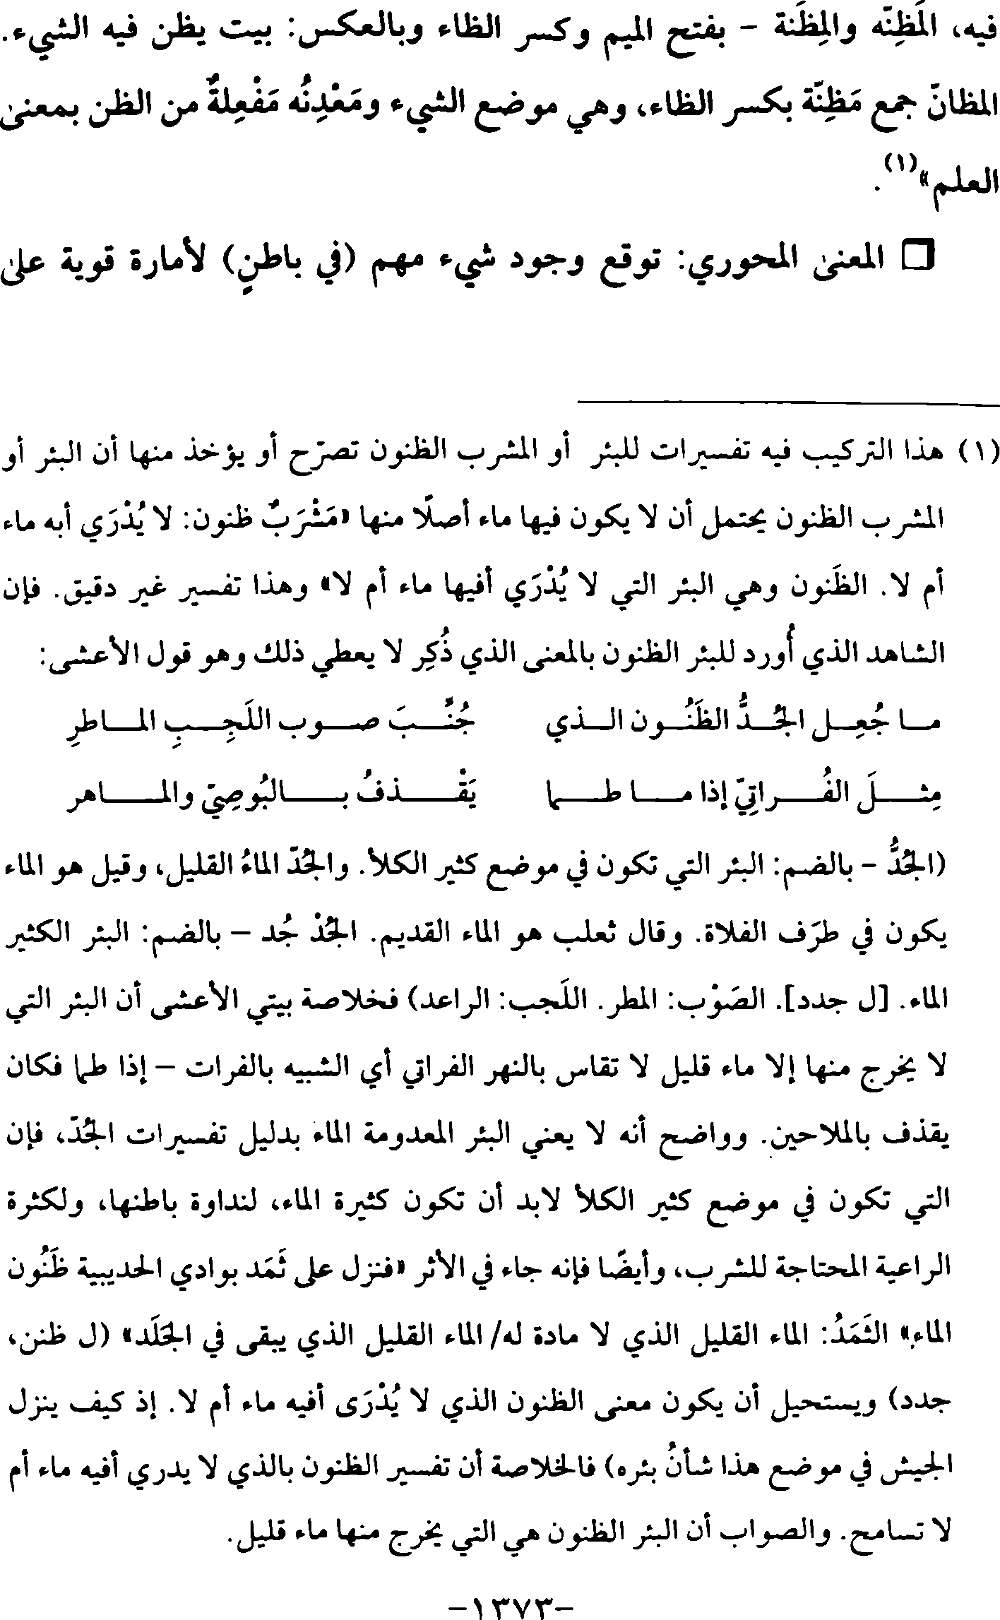 فيه، المَظِنّه والمِظَنة - بفتح الميم وكسر الظاء وبالعكس: بيت يظن فيه الشيء.
المظانّ جمع مَظِنّة بكسر الظاء، وهي موضع الشيء ومَعْدِنُه مَفْعِلةٌ من الظن بمعنىٰ
العلم»(١).
❒ المعنىٰ المحوري: توقع وجود شيء مهم (في باطنٍ) لأمارة قوية علىٰ
(١) هذا التركيب فيه تفسيرات للبئر أو المشرب الظنون تصرّح أو يؤخذ منها أن البئر أو
المشرب الظنون يحتمل أن لا يكون فيها ماء أصلًا منها «مَشْرَبٌ ظنون: لا يُدْرَي أبه ماء
أم لا. الظَنون وهي البئر التي لا يُدْرَي أفيها ماء أم لا» وهذا تفسير غير دقيق. فإن
الشاهد الذي أُورد للبئر الظنون بالمعنى الذي ذُكِر لا يعطي ذلك وهو قول الأعشى:
مـا جُعِـل الجُـدُّ الظَنُـون الـذي جُنِّـبَ صـوب اللَجِـبِ المـاطرِ
مِثـلَ الفُـراتِيّ إذا مـا طـما يَقْـذفُ بـالبُوصِيّ والمـاهر
(الجُدُّ - بالضم: البئر التي تكون في موضع كثير الكلأ. والجُدّ الماءُ القليل، وقيل هو الماء
يكون في طرَف الفلاة. وقال ثعلب هو الماء القديم. الجُدْ جُد – بالضم: البئر الكثير
الماء. [ل جدد]. الصَوْب: المطر. اللَجب: الراعد) فخلاصة بيتي الأعشى أن البئر التي
لا يخرج منها إلا ماء قليل لا تقاس بالنهر الفراتي أي الشبيه بالفرات – إذا طما فكان
يقذف بالملاحين. وواضح أنه لا يعني البئر المعدومة الماء بدليل تفسيرات الجُدّ، فإن
التي تكون في موضع كثير الكلأ لابد أن تكون كثيرة الماء، لنداوة باطنها، ولكثرة
الراعية المحتاجة للشرب، وأيضًا فإنه جاء في الأثر «فنزل على ثَمَد بوادي الحديبية ظَنُون
الماء» الثَمَدُ: الماء القليل الذي لا مادة له/ الماء القليل الذي يبقى في الجَلَد» (ل ظنن،
جدد) ويستحيل أن يكون معنى الظنون الذي لا يُدْرَى أفيه ماء أم لا. إذ كيف ينزل
الجيش في موضع هذا شأنُ بئره) فالخلاصة أن تفسير الظنون بالذي لا يدري أفيه ماء أم
لا تسامح. والصواب أن البئر الظنون هي التي يخرج منها ماء قليل.
-١٣٧٣-